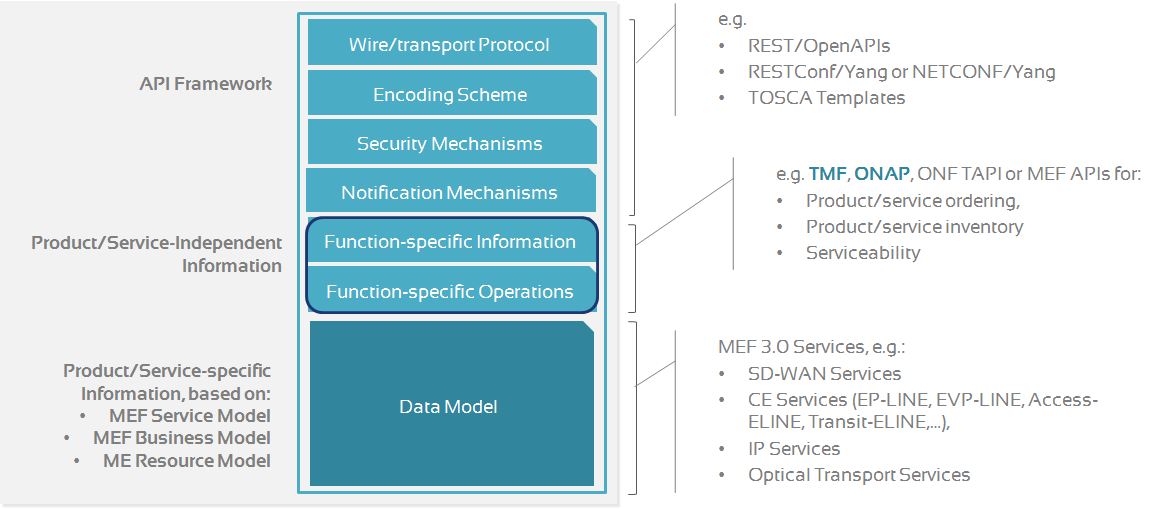 API Framework
Wire/transport Protocol
Encoding Scheme
Security Mechanisms
Notification Mechanisms
e.g.
• REST/OpenAPIs
• RESTConf/Yang or NETCONF/Yang
• TOSCA Templates
Product/Service-Independent
Information
Function-specific Information
Function-specific Operations
e.g. TMF, ONAP, ONF TAPI or MEF APIs for:
• Product/service ordering,
• Product/service inventory
• Serviceability
Product/Service-specific
Information, based on:
• MEF Service Model
• MEF Business Model
• ME Resource Model
Data Model
MEF 3.0 Services, e.g.:
• SD-WAN Services
• CE Services (EP-LINE, EVP-LINE, Access-
ELINE, Transit-ELINE,...),
• IP Services
• Optical Transport Services